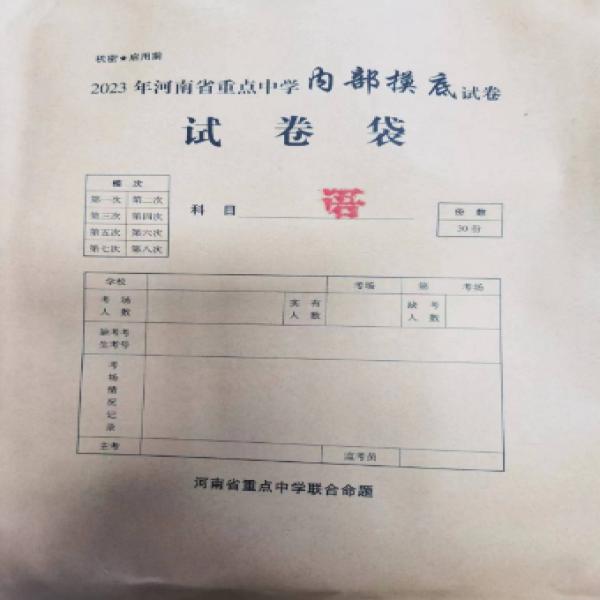 机密★启用前
2023年河南省重点中学内部摸底试卷
试卷袋
模次
第一次 第二次
第三次 第四次
第五次 第六次
第七次 第八次
科目 语
份数
30份
学校 考场 第 考场
考场人数 实有人数 缺考人数
缺考考生考号
考场情况记录
主考 监考员
河南省重点中学联合命题